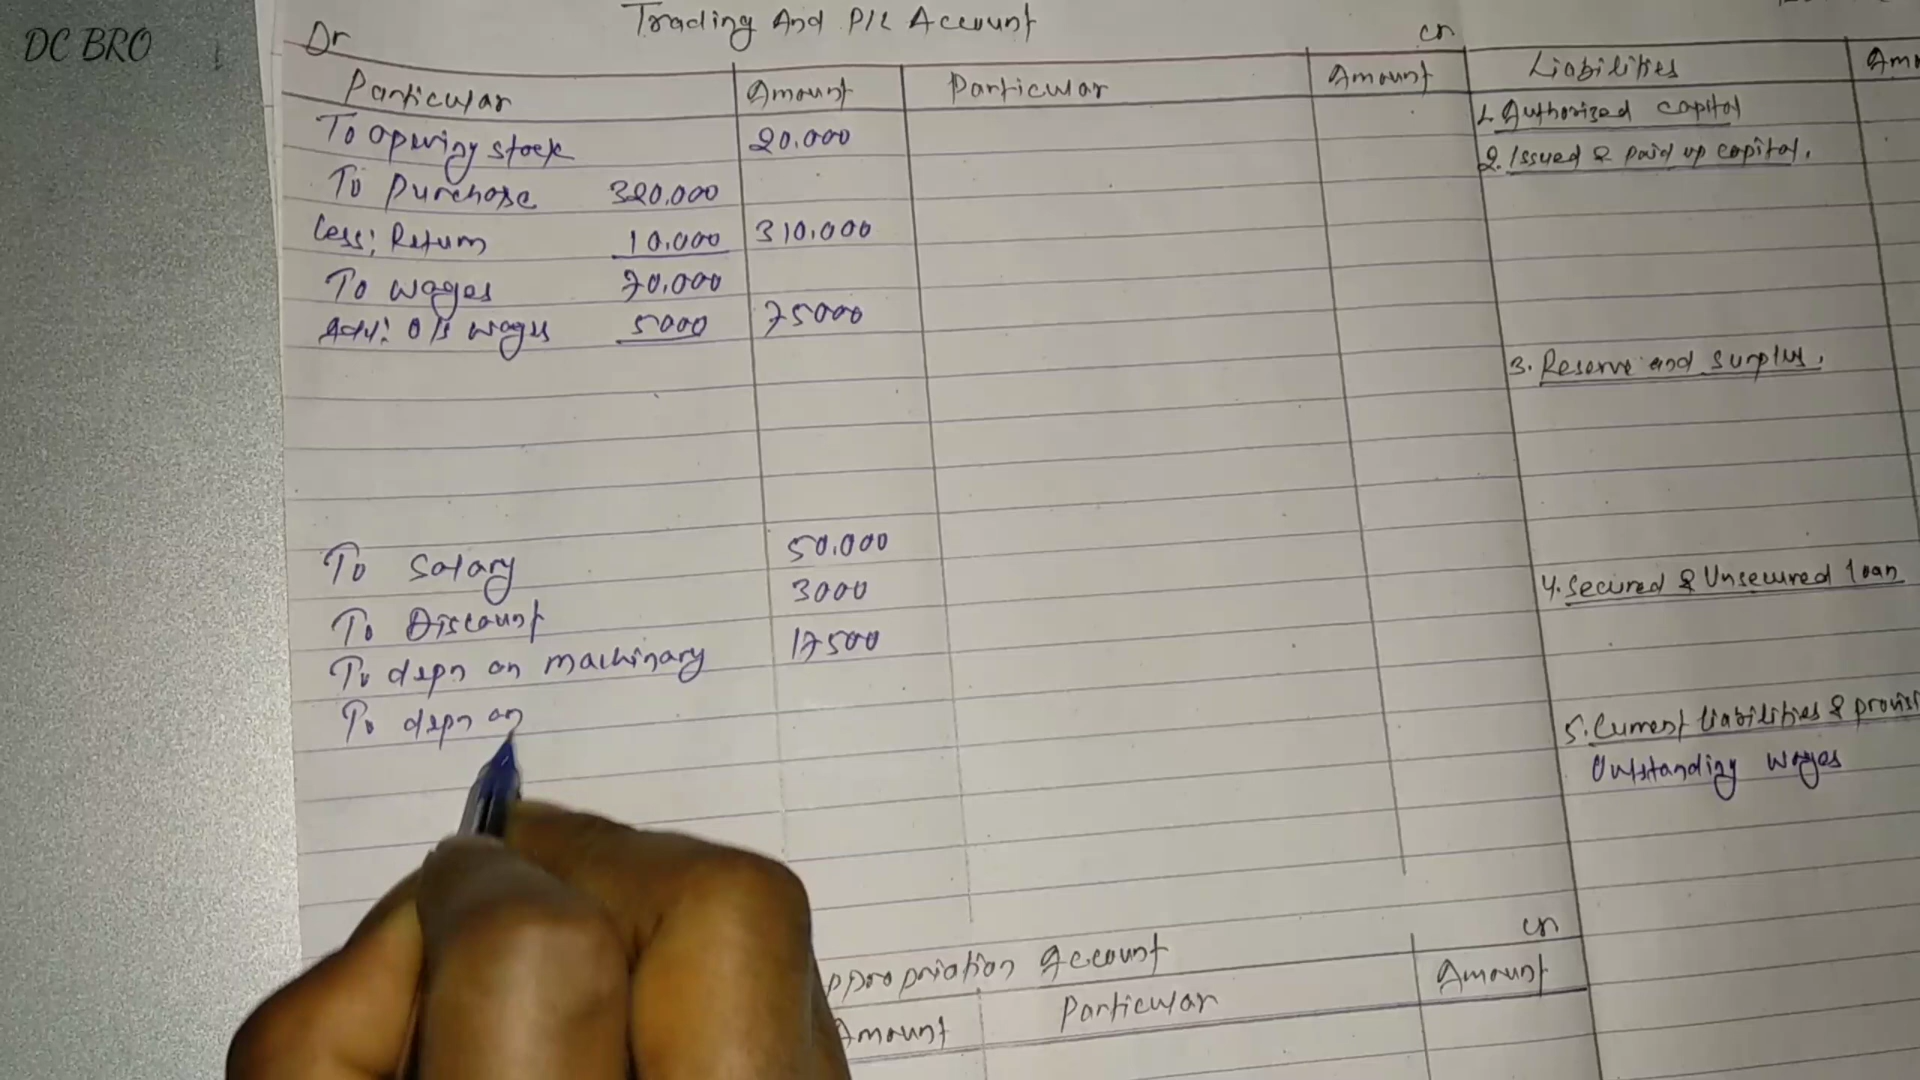 DC BRO
Trading And P/L Account
Dr
cr
Particular Amount Particular Amount
To opening stock 20.000
To purchase 320.000
Less: Return 10.000 310.000
To wages 70.000
Add: O/s wages 5000 75000
To Salary 50.000
To Discount 3000
To depn on machinary 17500
To depn on
Liabilities Amo
1. Authorized capital
2. Issued & paid up capital.
3. Reserve and surplus.
4. Secured & Unsecured loan
5. Current liabilities & provisi
Outstanding wages
ppropriation Account
cr
Amount Particular Amount